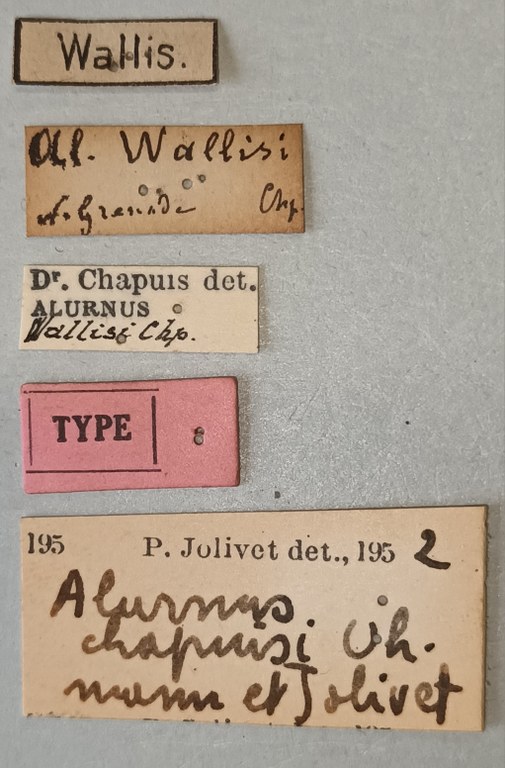 Wallis.
Al. Wallisi
N. Grenade Chp.
Dr. Chapuis det.
ALURNUS
Wallisi Chp.
TYPE
195 P. Jolivet det., 195 2
Alurnus
chapuisi Uh-
mann et Jolivet